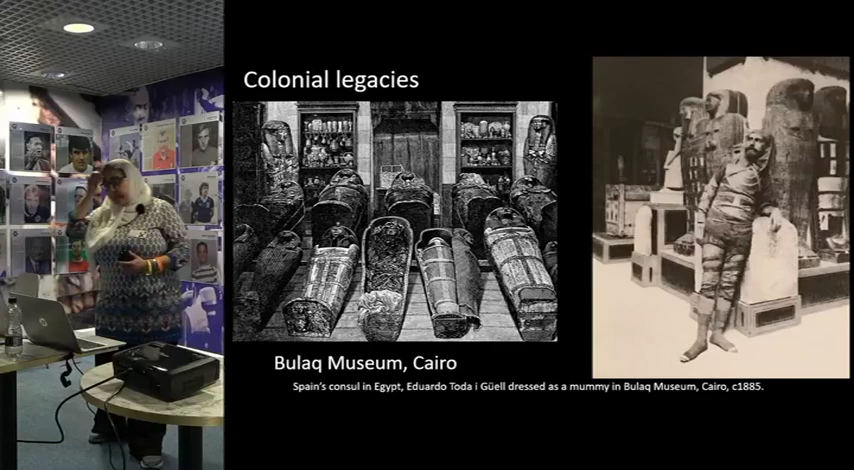 Colonial legacies
Bulaq Museum, Cairo
Spain's consul in Egypt, Eduardo Toda i Güell dressed as a mummy in Bulaq Museum, Cairo, c1885.